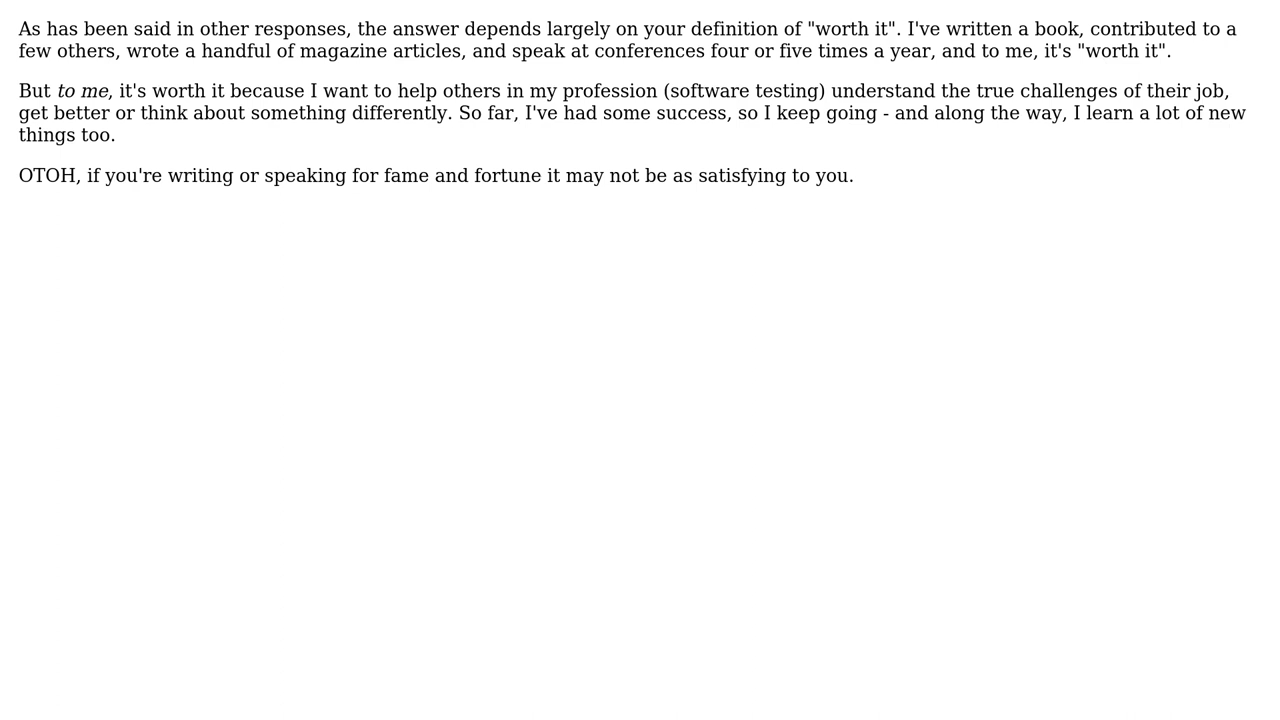 As has been said in other responses, the answer depends largely on your definition of "worth it". I've written a book, contributed to a
few others, wrote a handful of magazine articles, and speak at conferences four or five times a year, and to me, it's "worth it".
But to me, it's worth it because I want to help others in my profession (software testing) understand the true challenges of their job,
get better or think about something differently. So far, I've had some success, so I keep going - and along the way, I learn a lot of new
things too.
OTOH, if you're writing or speaking for fame and fortune it may not be as satisfying to you.